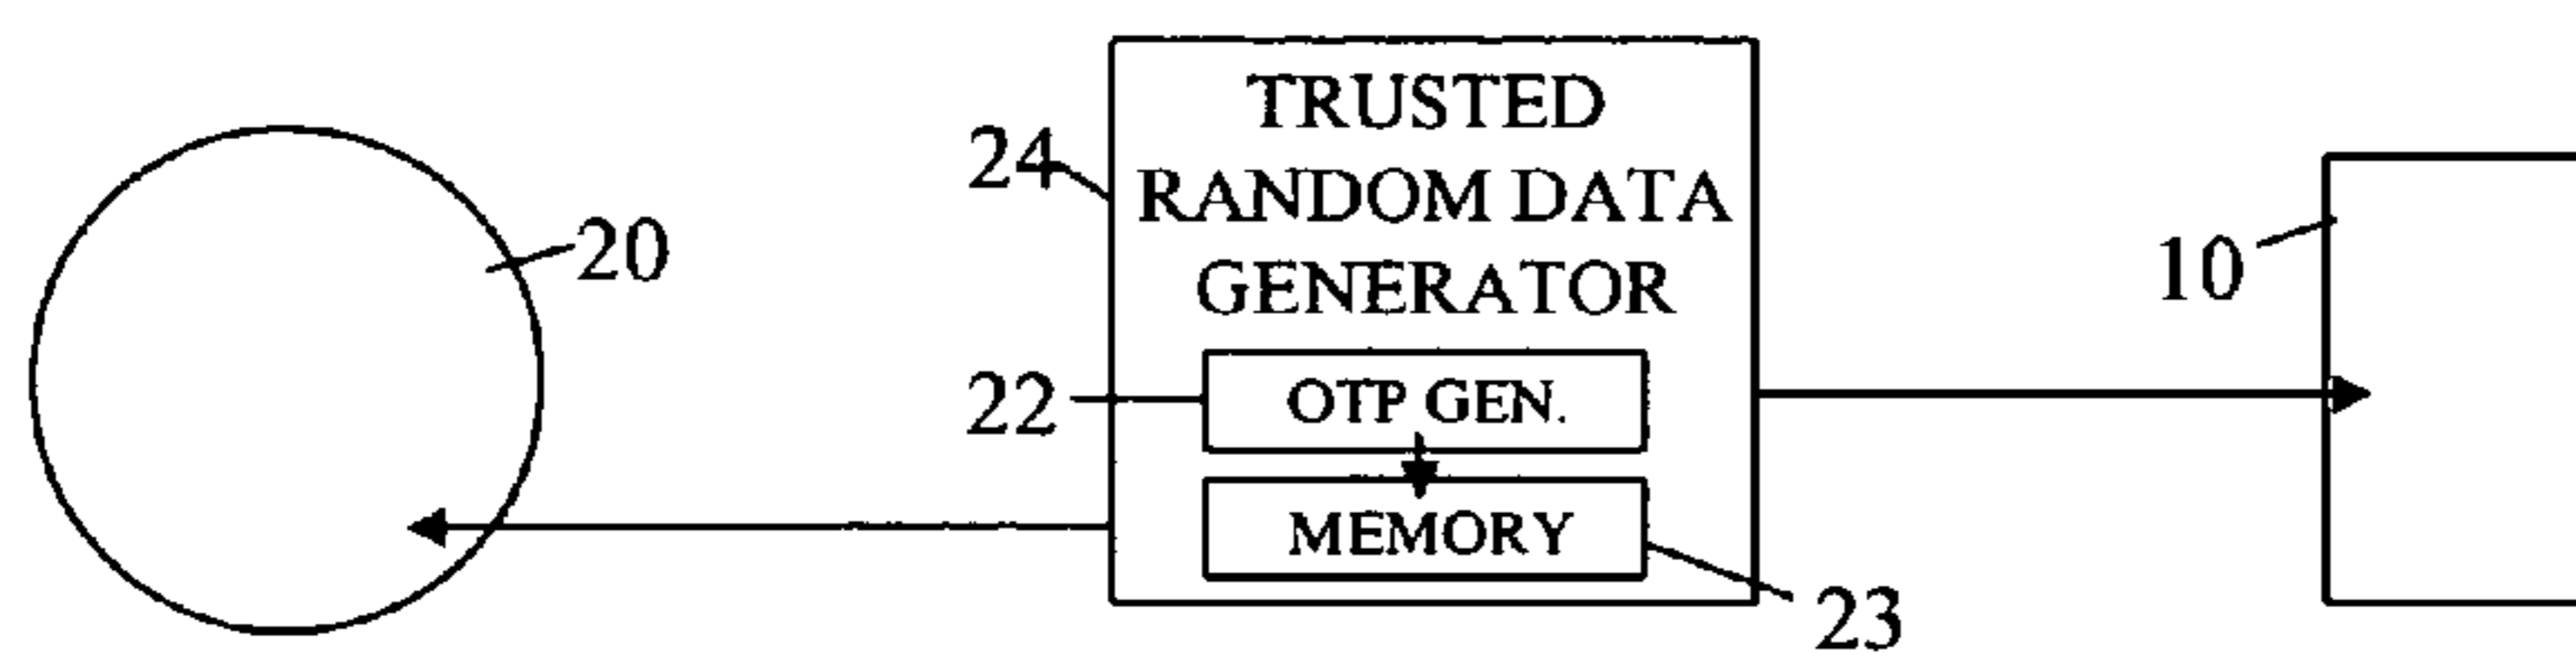 TRUSTED
RANDOM DATA
GENERATOR
24
20
10
22
OTP GEN.
MEMORY
23